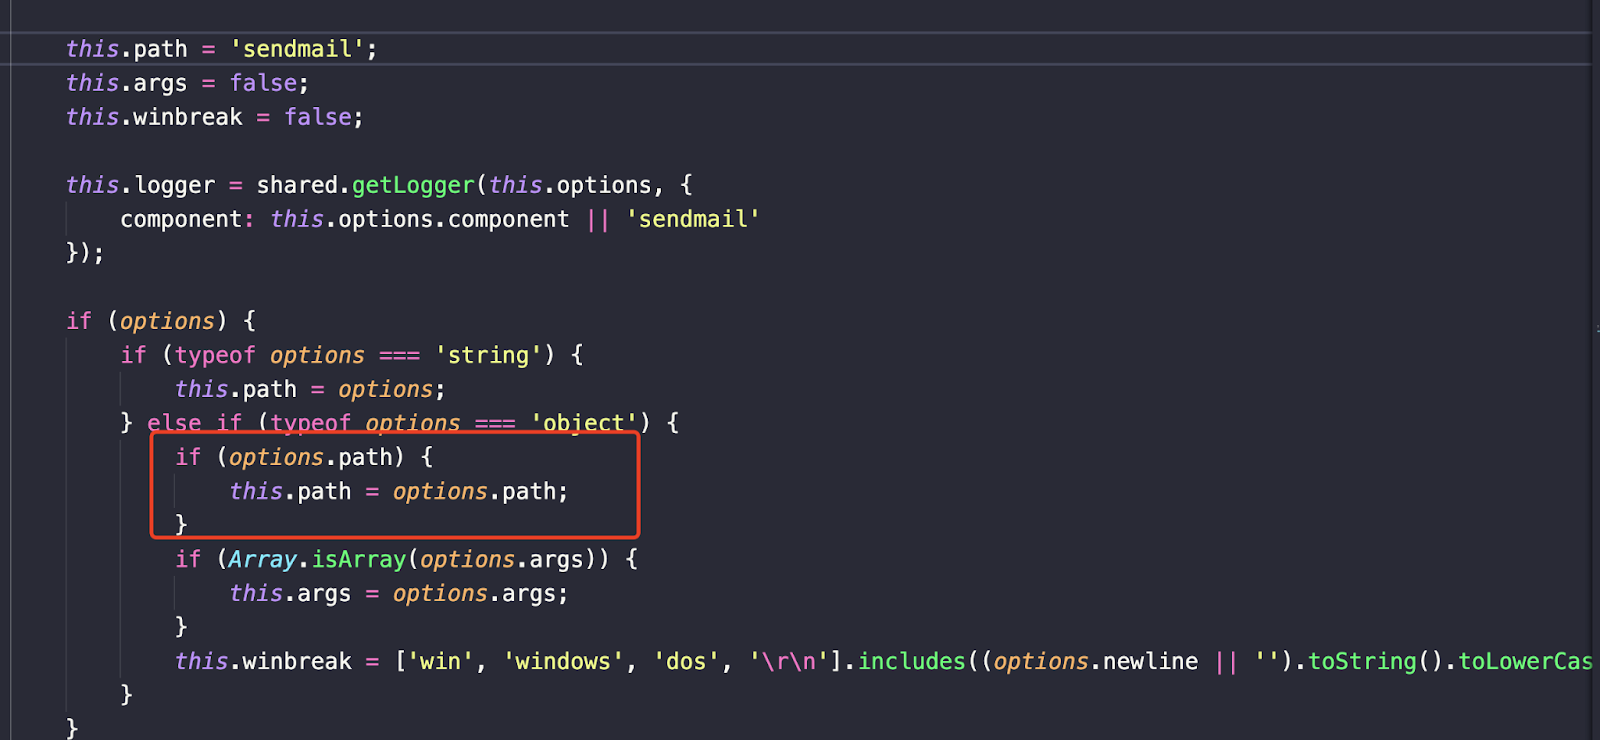 this.path = 'sendmail';
this.args = false;
this.winbreak = false;
this.logger = shared.getLogger(this.options, {
component: this.options.component || 'sendmail'
});
if (options) {
if (typeof options === 'string') {
this.path = options;
} else if (typeof options === 'object') {
if (options.path) {
this.path = options.path;
}
if (Array.isArray(options.args)) {
this.args = options.args;
}
this.winbreak = ['win', 'windows', 'dos', '\r\n'].includes((options.newline || '').toString().toLowerCas
}
}